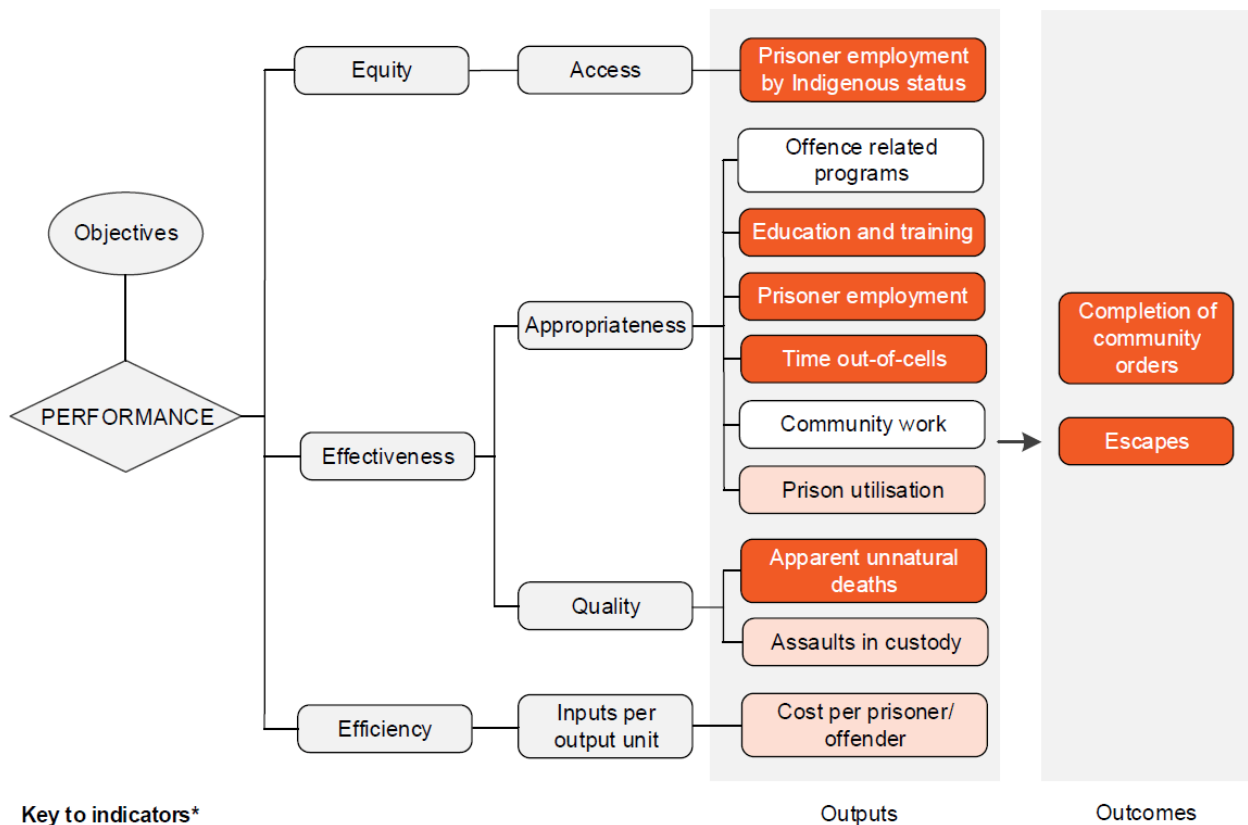 Objectives
PERFORMANCE
Equity
Access
Prisoner employment
by Indigenous status
Effectiveness
Appropriateness
Offence related
programs
Education and training
Prisoner employment
Time out-of-cells
Community work
Prison utilisation
Quality
Apparent unnatural
deaths
Assaults in custody
Efficiency
Inputs per
output unit
Cost per prisoner/
offender
Completion of
community
orders
Escapes
Key to indicators*
Outputs
Outcomes